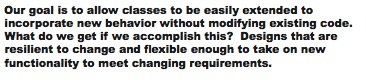 Our goal is to allow classes to be easily extended to
incorporate new behavior without modifying existing code.
What do we get if we accomplish this?  Designs that are
resilient to change and flexible enough to take on new
functionality to meet changing requirements.